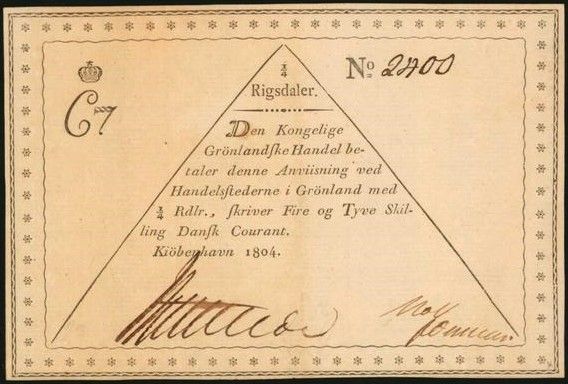 1/4
Rigsdaler.
No. 2400
C7
Den Kongelige
Grönlandſke Handel be-
taler denne Anviisning ved
Handelsſtederne i Grönland med
1/4 Rdlr., ſkriver Fire og Tyve Skil-
ling Danſk Courant.
Kiöbenhavn 1804.